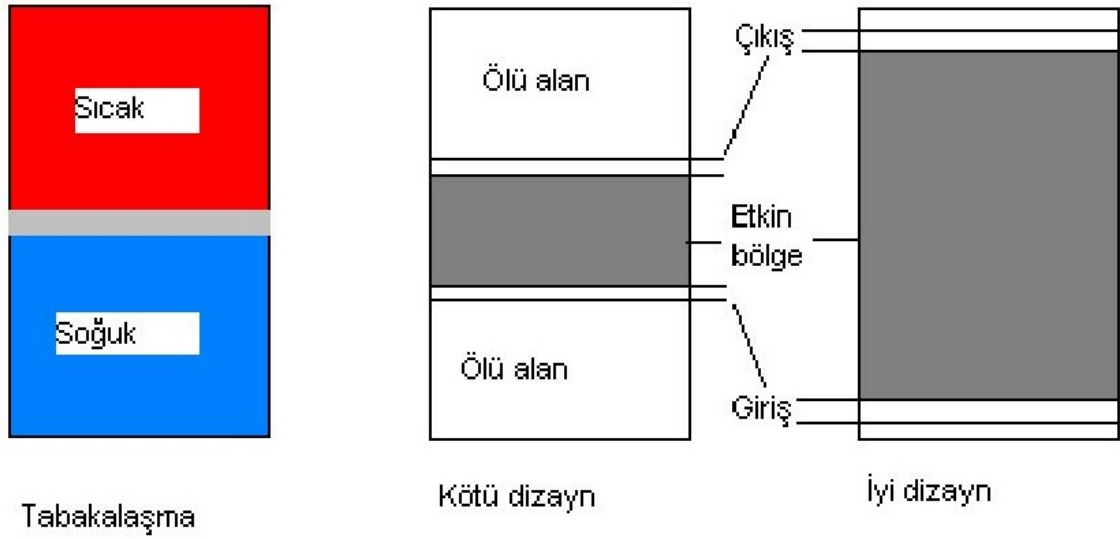 Sıcak
Soğuk
Tabakalaşma
Ölü alan
Ölü alan
Kötü dizayn
Çıkış
Etkin
bölge
Giriş
İyi dizayn